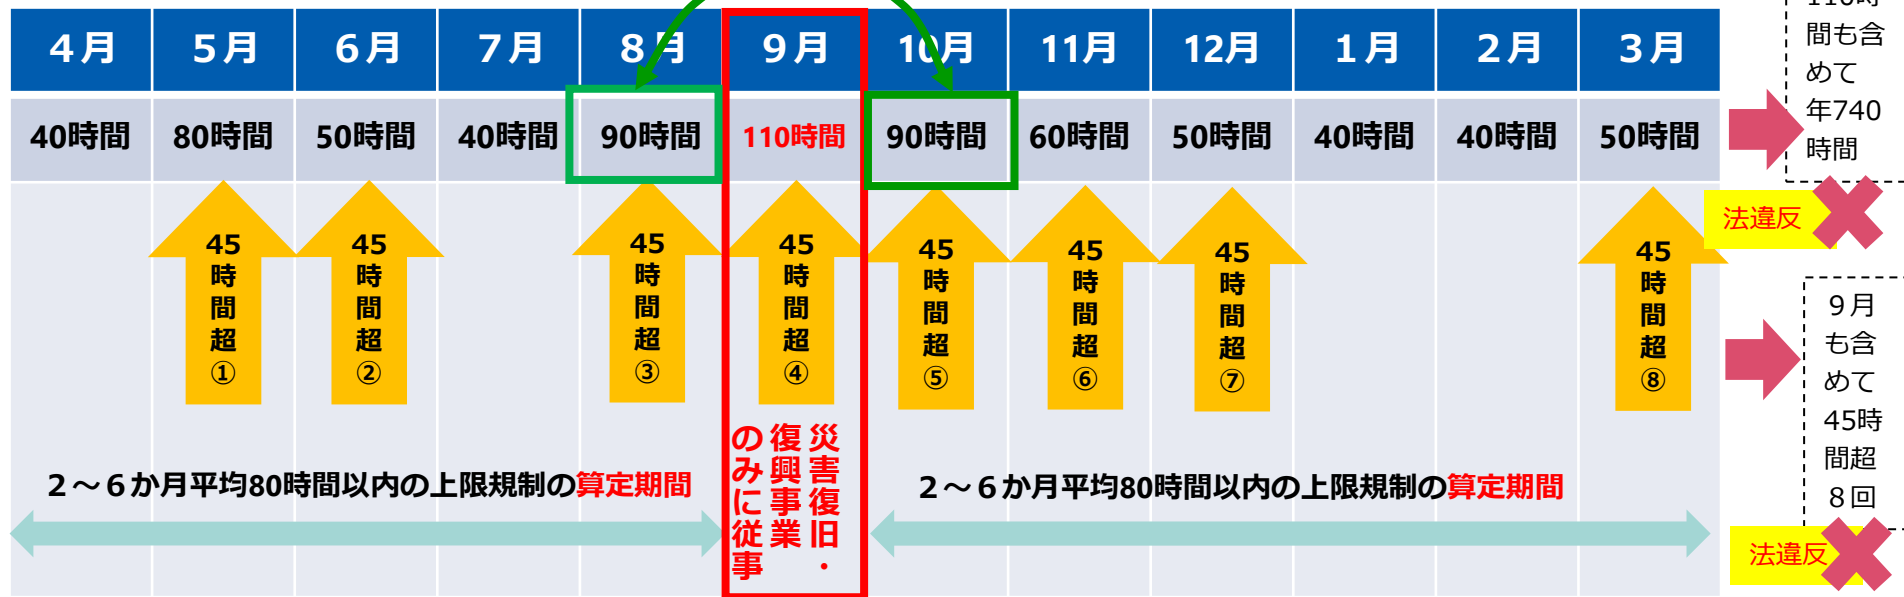 4月 5月 6月 7月 8月 9月 10月 11月 12月 1月 2月 3月
40時間 80時間 50時間 40時間 90時間 110時間 90時間 60時間 50時間 40時間 40時間 50時間
45時間超①
45時間超②
45時間超③
45時間超④
45時間超⑤
45時間超⑥
45時間超⑦
45時間超⑧
災害復旧・
復興事業
のみに従事
2～6か月平均80時間以内の上限規制の算定期間
2～6か月平均80時間以内の上限規制の算定期間
110時
間も含
めて
年740
時間
法違反
9月
も含
めて
45時
間超
8回
法違反